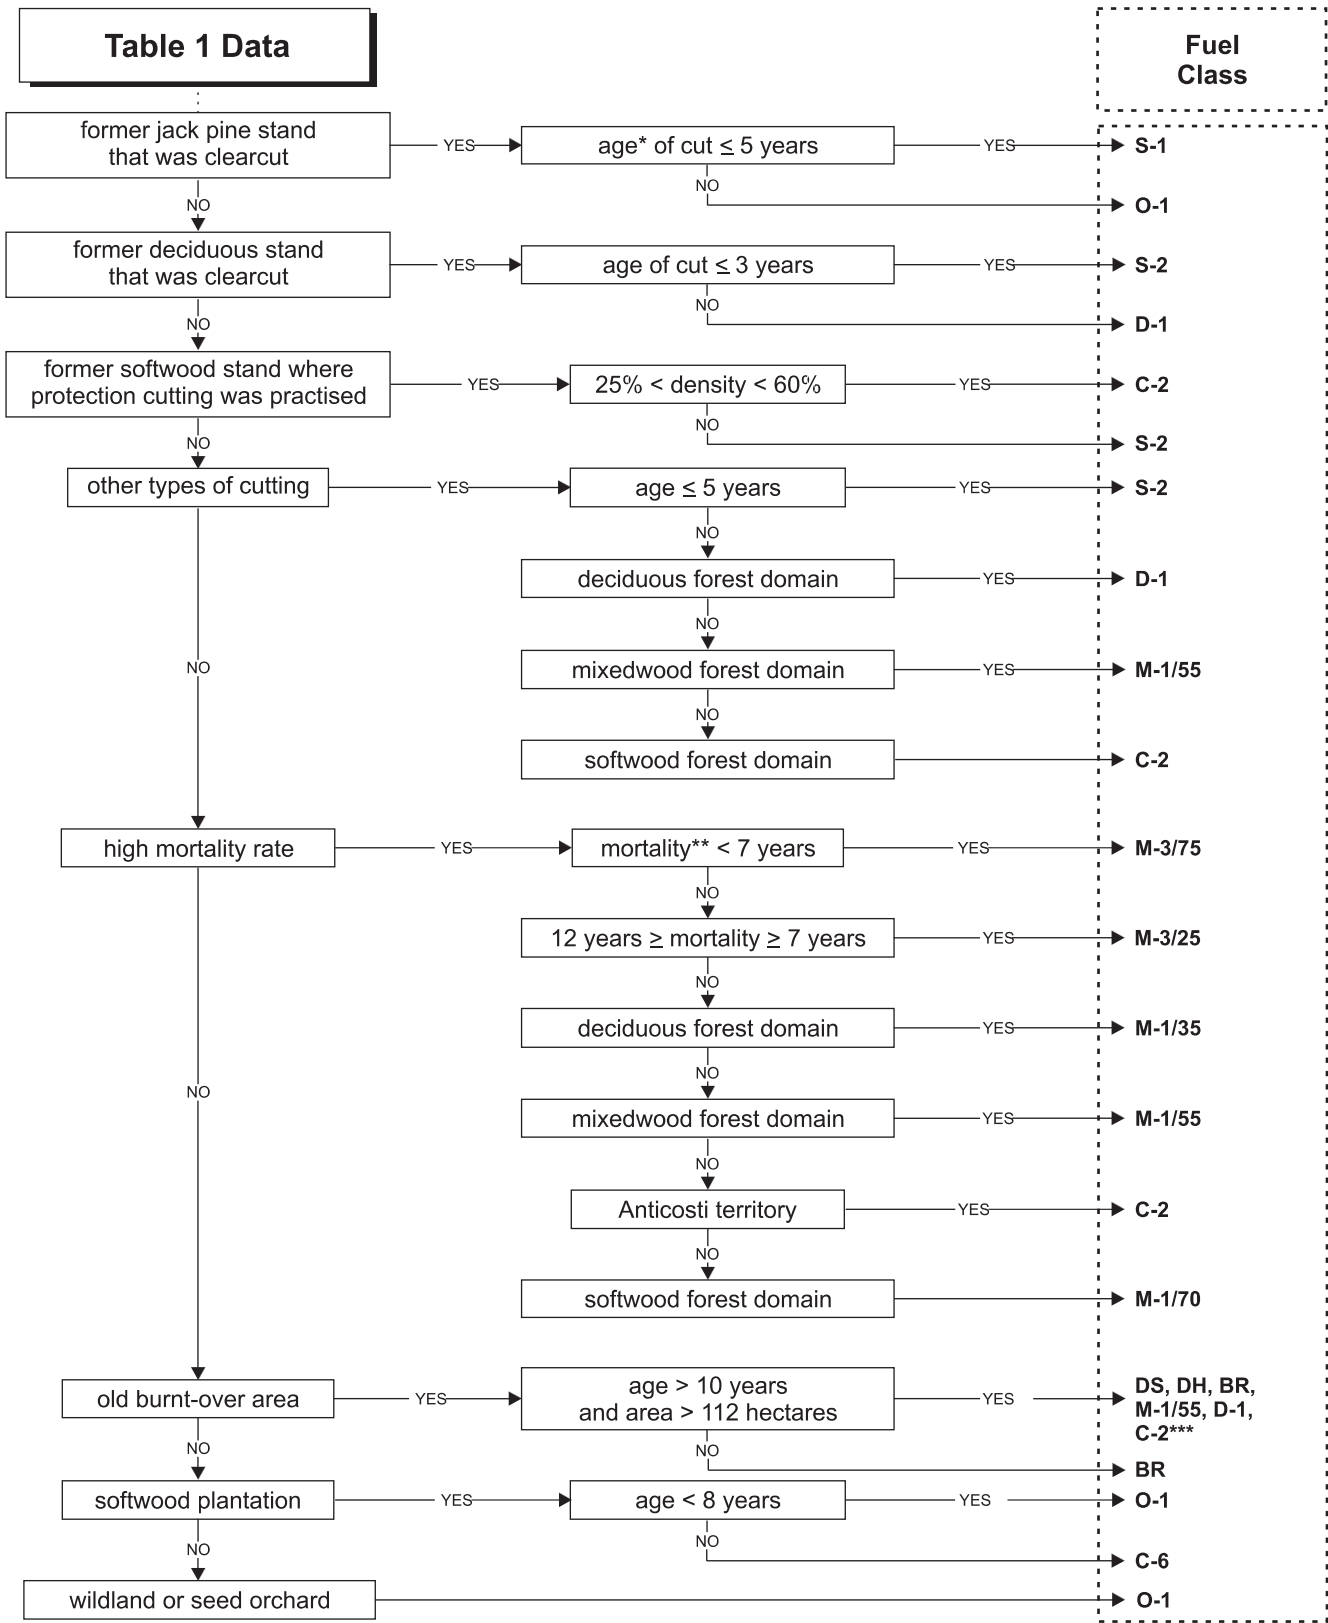 Table 1 Data
Fuel
Class
former jack pine stand
that was clearcut
YES
age* of cut ≤ 5 years
YES
S-1
NO
O-1
NO
former deciduous stand
that was clearcut
YES
age of cut ≤ 3 years
YES
S-2
NO
D-1
NO
former softwood stand where
protection cutting was practised
YES
25% < density < 60%
YES
C-2
NO
S-2
NO
other types of cutting
YES
age ≤ 5 years
YES
S-2
NO
deciduous forest domain
YES
D-1
NO
mixedwood forest domain
YES
M-1/55
NO
softwood forest domain
C-2
NO
high mortality rate
YES
mortality** < 7 years
YES
M-3/75
NO
12 years ≥ mortality ≥ 7 years
YES
M-3/25
NO
deciduous forest domain
YES
M-1/35
NO
mixedwood forest domain
YES
M-1/55
NO
Anticosti territory
YES
C-2
NO
softwood forest domain
M-1/70
NO
old burnt-over area
YES
age > 10 years
and area > 112 hectares
YES
DS, DH, BR,
M-1/55, D-1,
C-2***
NO
BR
NO
softwood plantation
YES
age < 8 years
YES
O-1
NO
C-6
NO
wildland or seed orchard
O-1